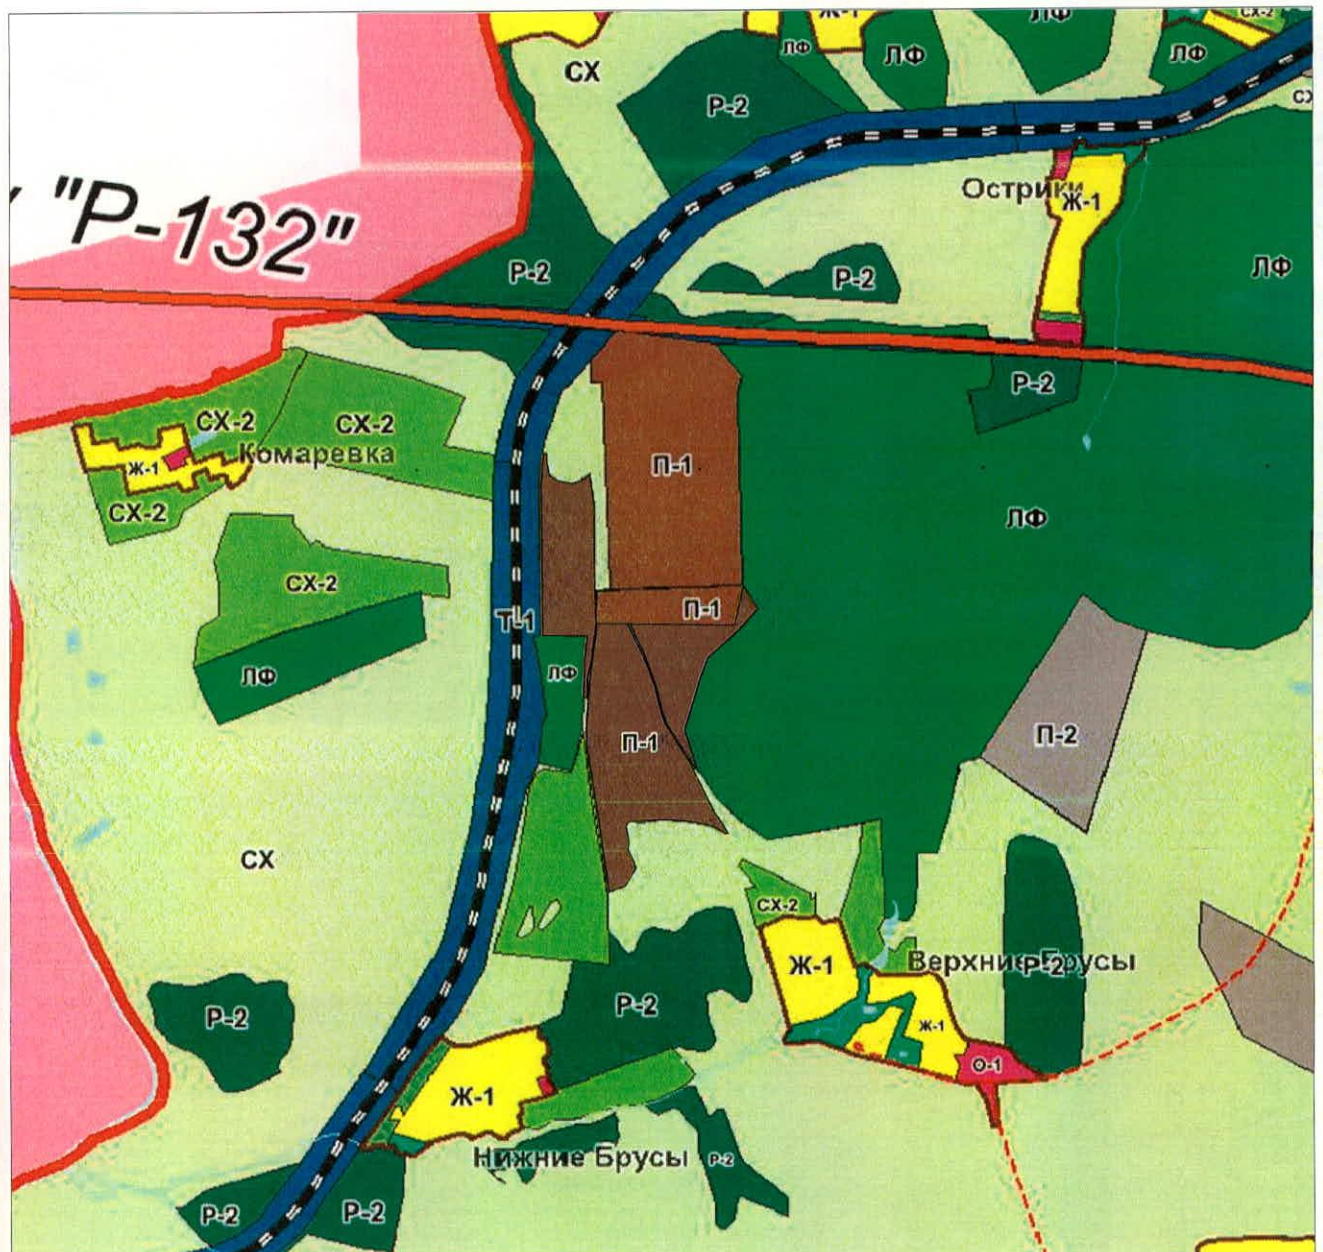 Ж-1
ЛФ
СХ-2
ЛФ
ЛФ
ЛФ
СХ
Р-2
СХ
"Р-132"
Острики
Ж-1
Р-2
Р-2
ЛФ
Р-2
СХ-2
СХ-2
Комаревка
Ж-1
П-1
СХ-2
ЛФ
СХ-2
П-1
Т-1
ЛФ
ЛФ
П-1
П-2
СХ
СХ-2
Ж-1
Верхние Брусы
Р-2
Р-2
Р-2
Ж-1
О-1
Ж-1
Нижние Брусы
Р-2
Р-2
Р-2